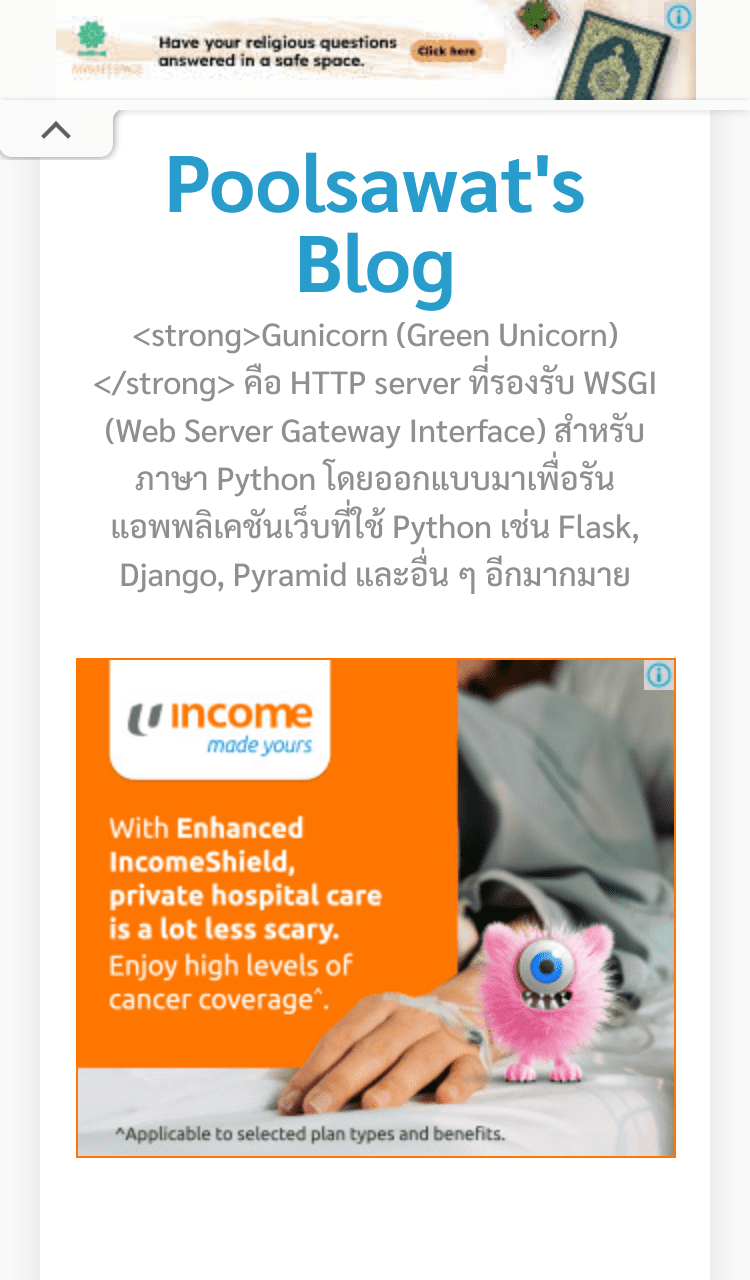 Have your religious questions
answered in a safe space.
Click here
Poolsawat's
Blog
<strong>Gunicorn (Green Unicorn)
</strong> คือ HTTP server ที่รองรับ WSGI
(Web Server Gateway Interface) สำหรับ
ภาษา Python โดยออกแบบมาเพื่อรัน
แอพพลิเคชันเว็บที่ใช้ Python เช่น Flask,
Django, Pyramid และอื่น ๆ อีกมากมาย
income
made yours
With Enhanced
IncomeShield,
private hospital care
is a lot less scary.
Enjoy high levels of
cancer coverage^.
^Applicable to selected plan types and benefits.